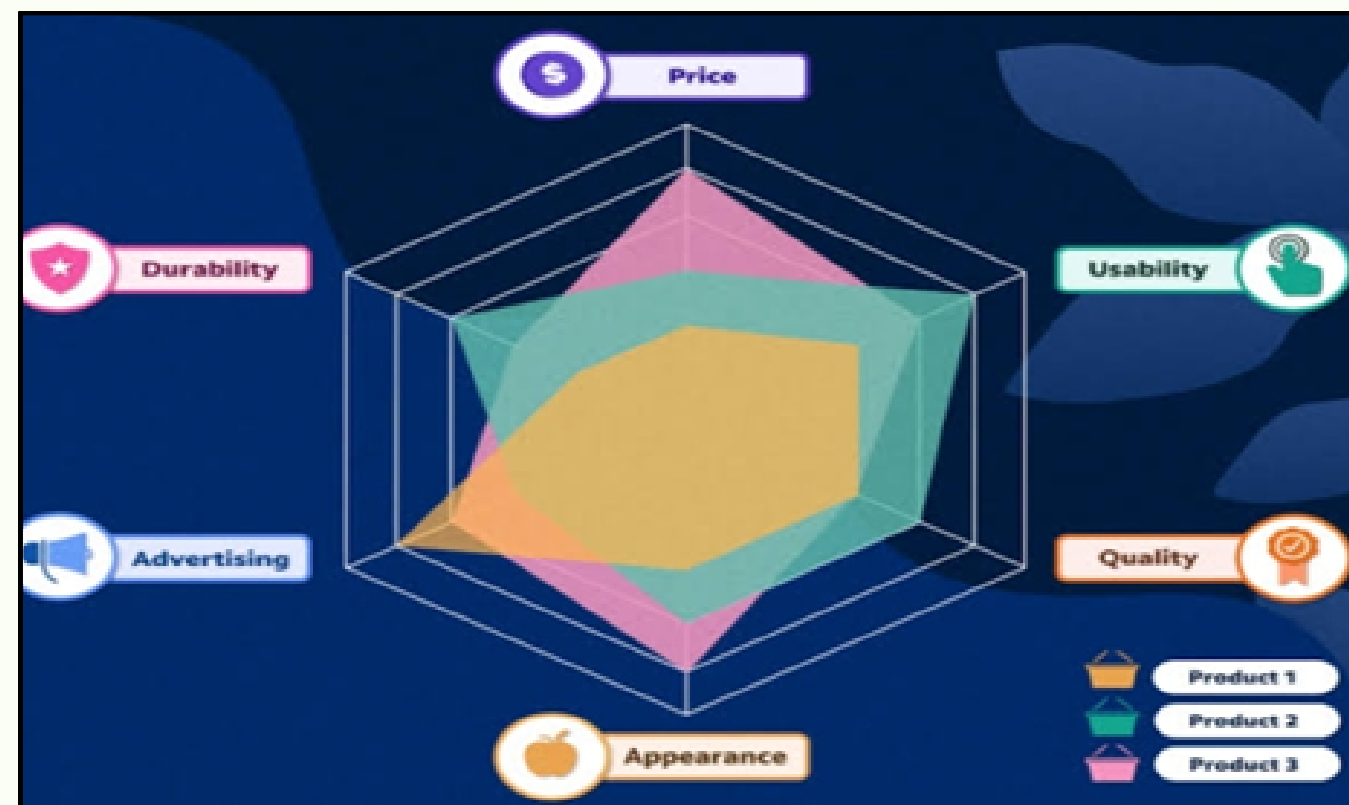 $
Price
Durability
Usability
Advertising
Quality
Appearance
Product 1
Product 2
Product 3